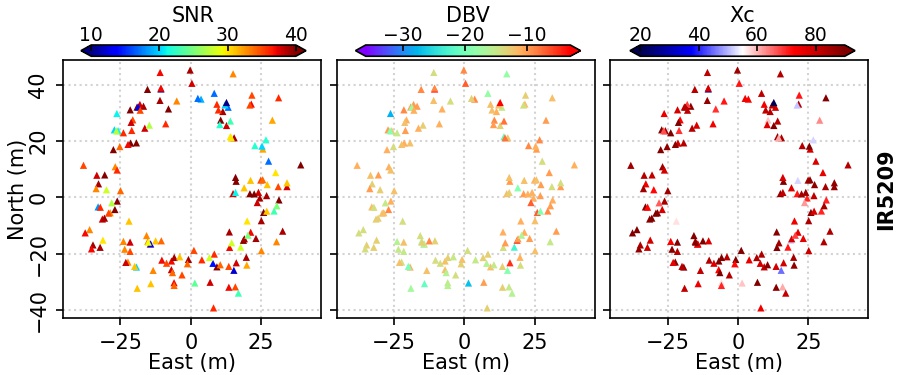 SNR DBV Xc
10 20 30 40 −30 −20 −10 20 40 60 80
40
20
0
−20
−40
North (m)
IR5209
−25 0 25 −25 0 25 −25 0 25
East (m) East (m) East (m)